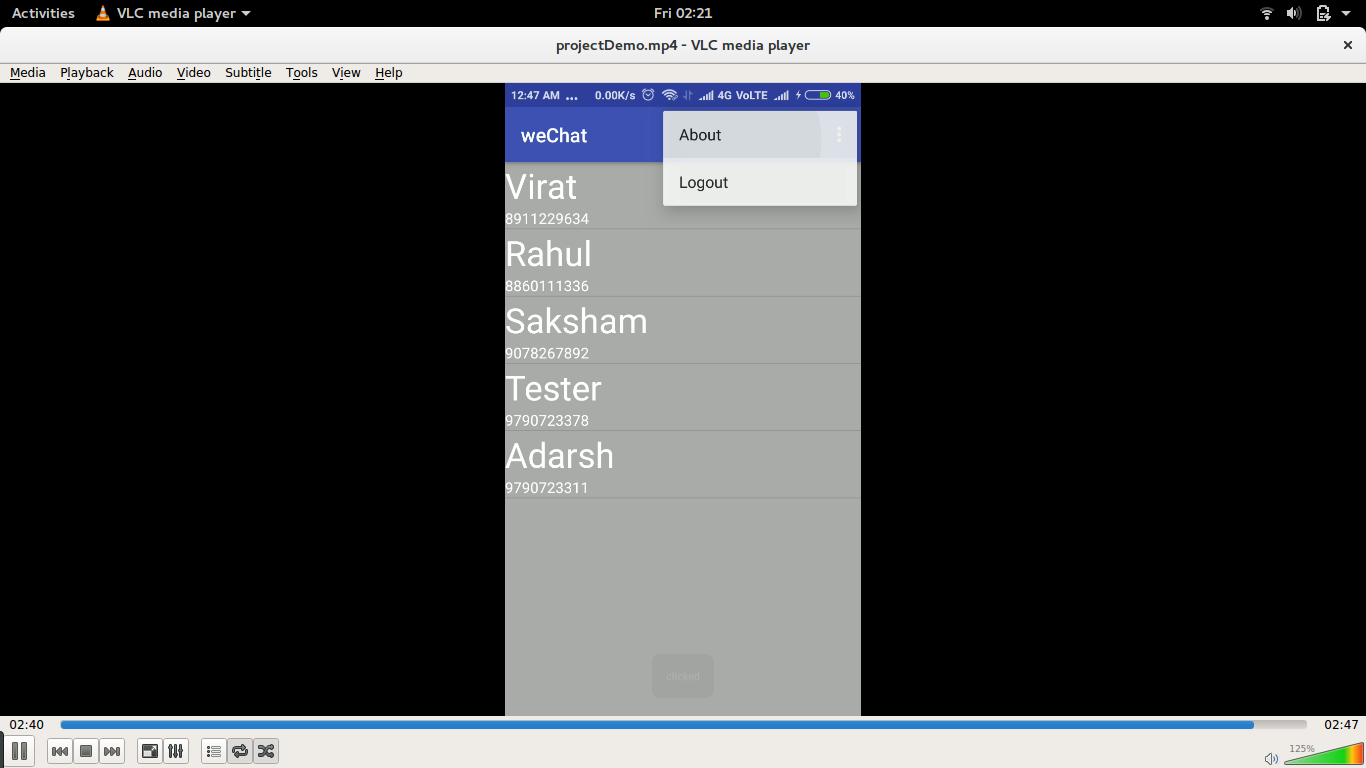 Activities VLC media player Fri 02:21
projectDemo.mp4 - VLC media player
Media Playback Audio Video Subtitle Tools View Help
12:47 AM ... 0.00K/s 4G VoLTE 40%
weChat
About
Logout
Virat
8911229634
Rahul
8860111336
Saksham
9078267892
Tester
9790723378
Adarsh
9790723311
clicked
02:40 02:47
125%